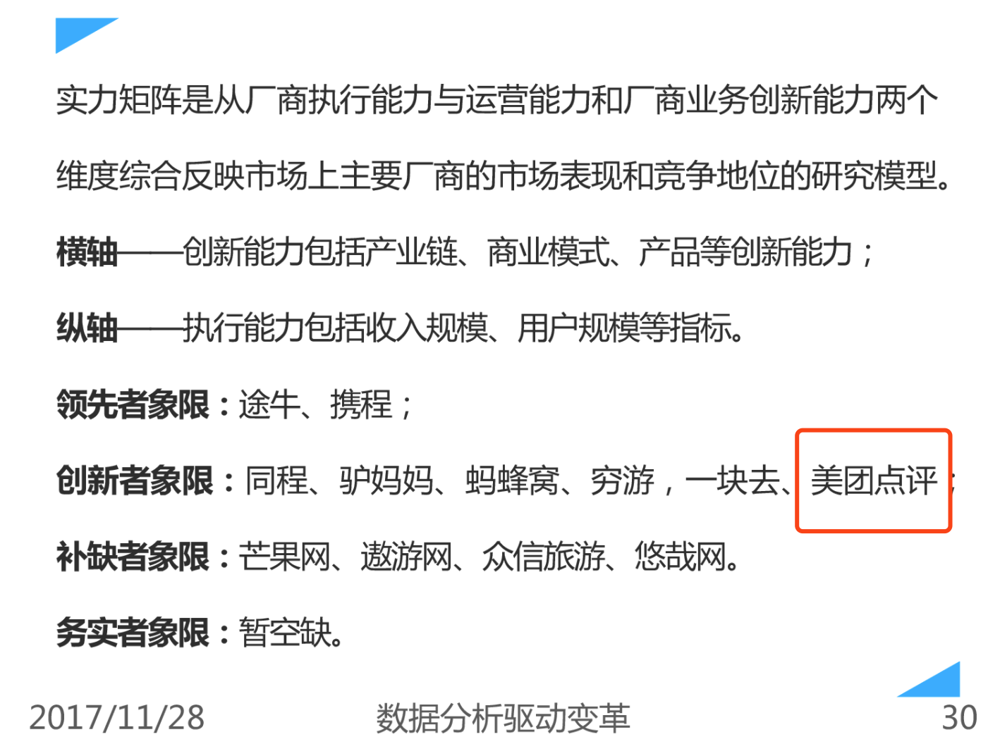 实力矩阵是从厂商执行能力与运营能力和厂商业务创新能力两个
维度综合反映市场上主要厂商的市场表现和竞争地位的研究模型。
横轴——创新能力包括产业链、商业模式、产品等创新能力；
纵轴——执行能力包括收入规模、用户规模等指标。
领先者象限：途牛、携程；
创新者象限：同程、驴妈妈、蚂蜂窝、穷游，一块去、美团点评；
补缺者象限：芒果网、遨游网、众信旅游、悠哉网。
务实者象限：暂空缺。
2017/11/28 数据分析驱动变革 30